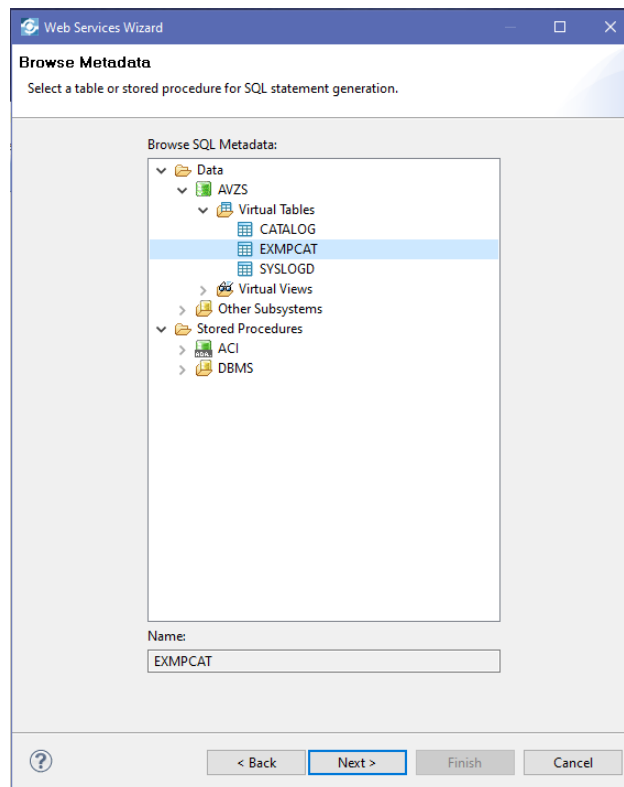 Web Services Wizard
Browse Metadata
Select a table or stored procedure for SQL statement generation.
Browse SQL Metadata:
Data
AVZS
Virtual Tables
CATALOG
EXMPCAT
SYSLOGD
Virtual Views
Other Subsystems
Stored Procedures
ACI
DBMS
Name:
EXMPCAT
?
< Back Next > Finish Cancel